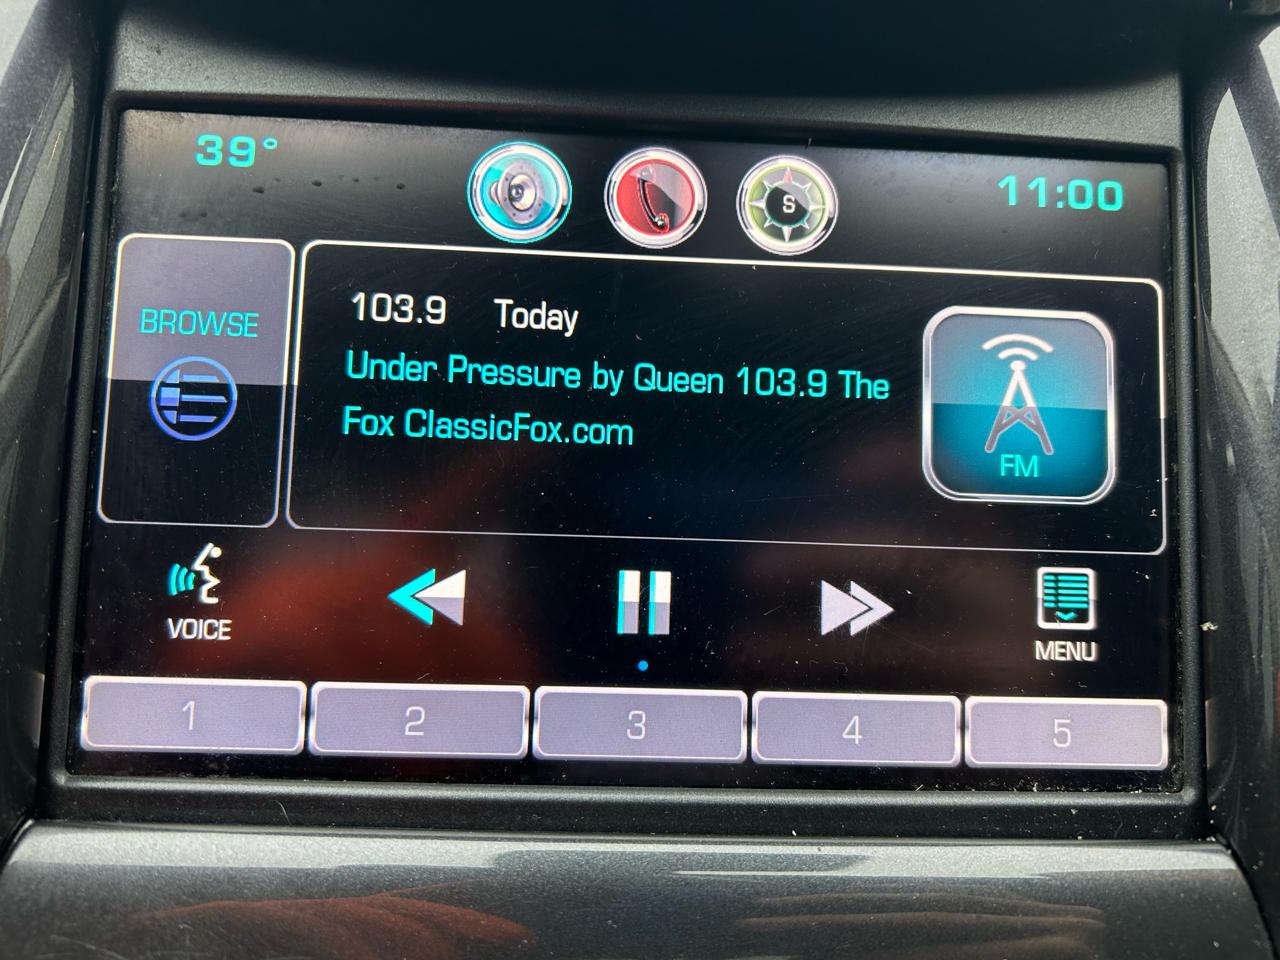 39°
S
11:00
BROWSE
103.9 Today
Under Pressure by Queen 103.9 The
Fox ClassicFox.com
FM
VOICE
MENU
1 2 3 4 5